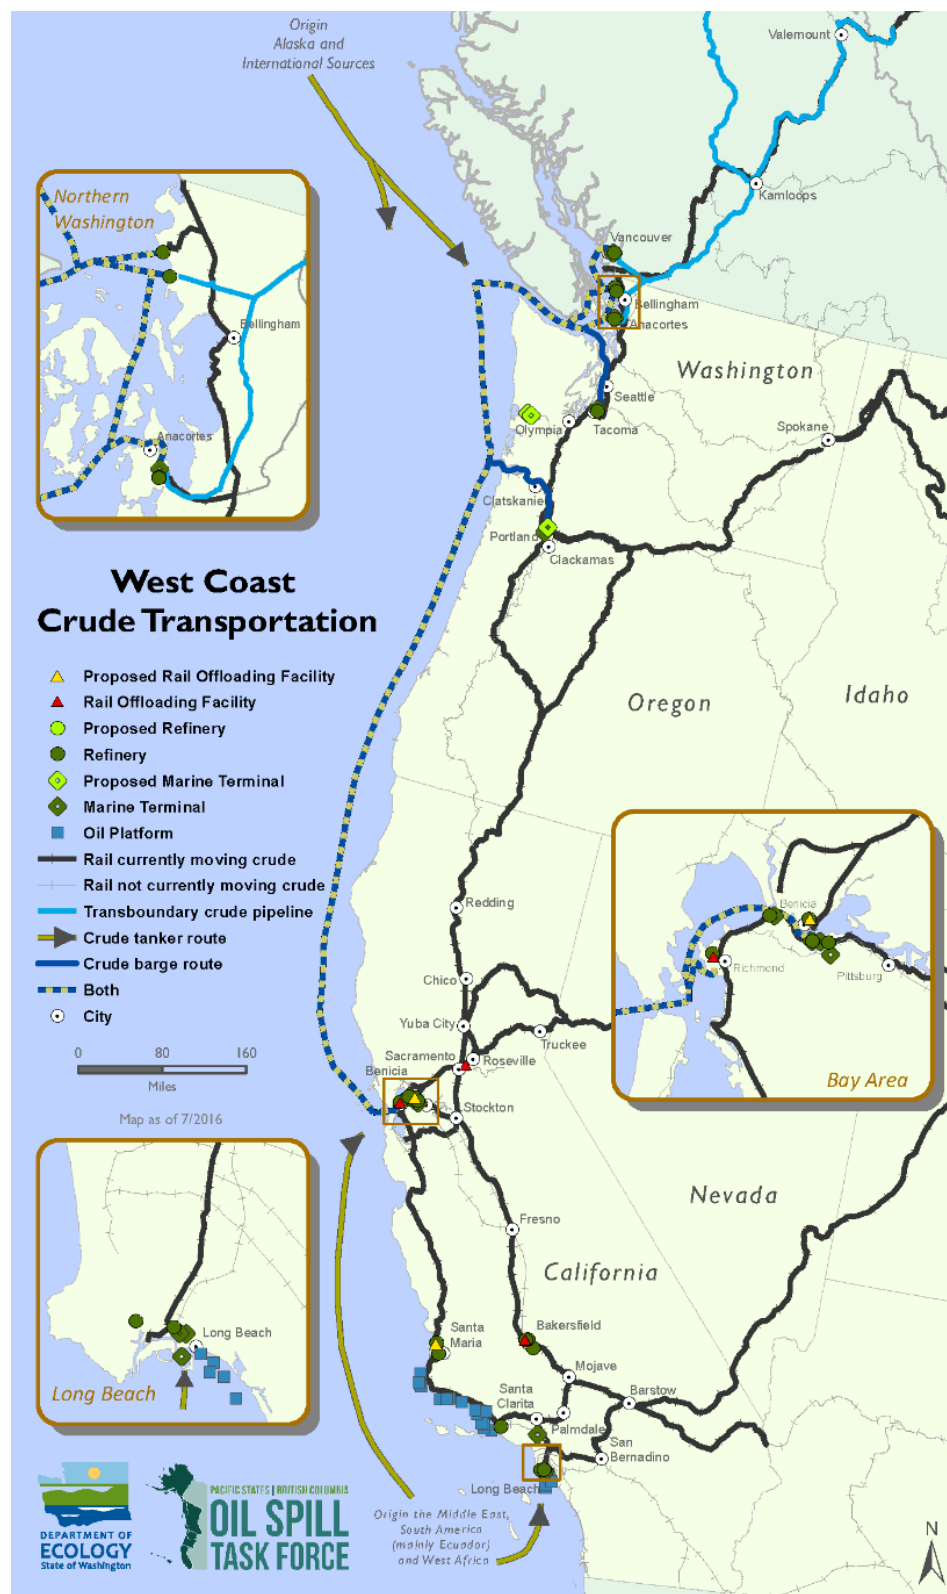 Origin
Alaska and
International Sources
Valemount
Kamloops
Vancouver
Bellingham
Anacortes
Northern
Washington
Bellingham
Anacortes
Washington
Seattle
Olympia
Tacoma
Spokane
Clatskanie
Portland
Clackamas
West Coast
Crude Transportation
Proposed Rail Offloading Facility
Rail Offloading Facility
Proposed Refinery
Refinery
Proposed Marine Terminal
Marine Terminal
Oil Platform
Rail currently moving crude
Rail not currently moving crude
Transboundary crude pipeline
Crude tanker route
Crude barge route
Both
City
0 80 160
Miles
Map as of 7/2016
Oregon
Idaho
Redding
Chico
Yuba City
Truckee
Sacramento
Roseville
Benicia
Stockton
Benicia
Richmond
Pittsburg
Bay Area
Nevada
Fresno
California
Santa
Maria
Bakersfield
Mojave
Santa
Clarita
Barstow
Palmdale
San
Bernadino
Long Beach
Long Beach
Long Beach
Origin the Middle East,
South America
(mainly Ecuador)
and West Africa
DEPARTMENT OF
ECOLOGY
State of Washington
PACIFIC STATES | BRITISH COLUMBIA
OIL SPILL
TASK FORCE
N